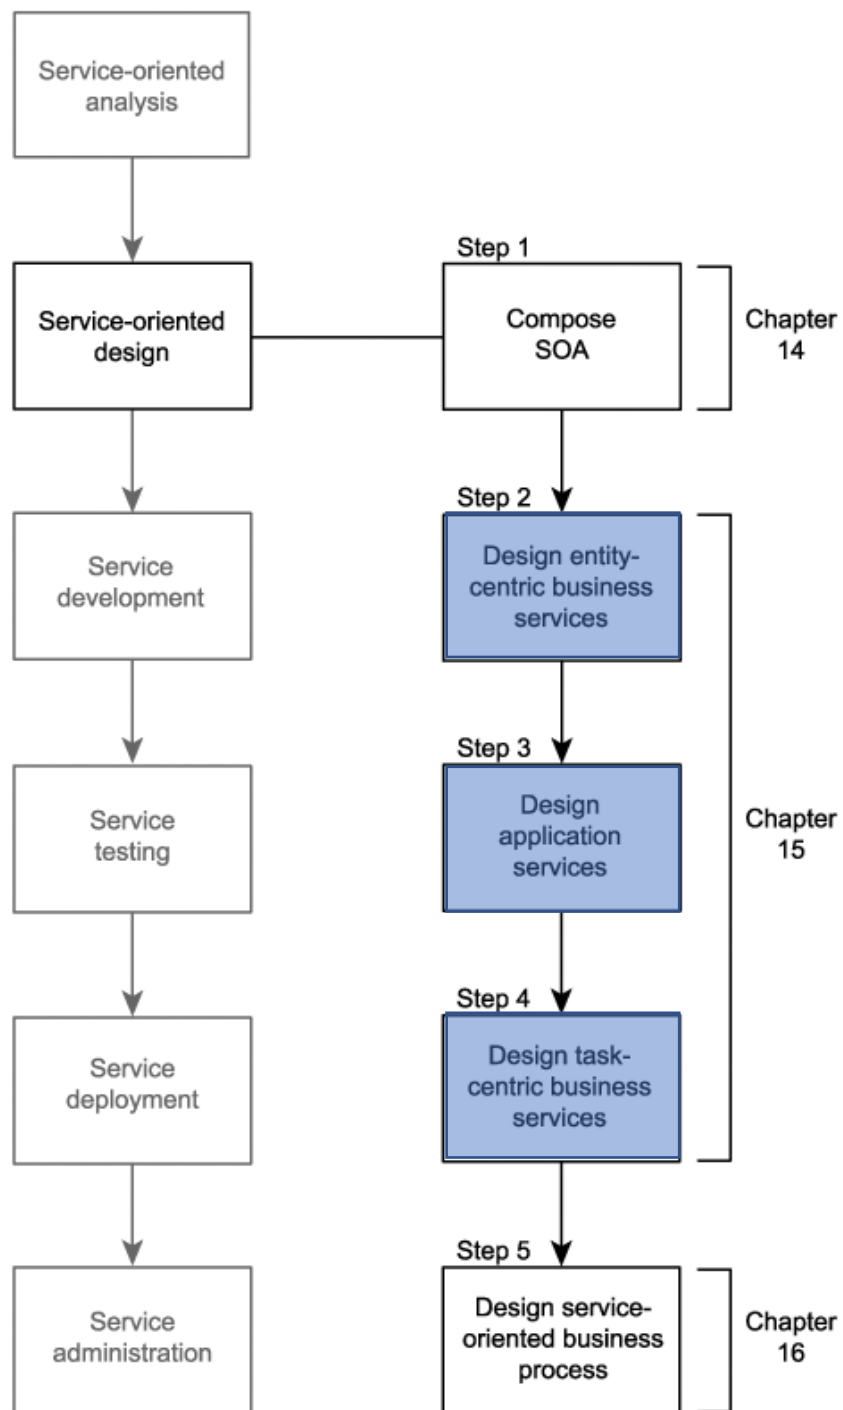 Service-oriented
analysis
Service-oriented
design
Step 1
Compose
SOA
Chapter
14
Service
development
Step 2
Design entity-
centric business
services
Service
testing
Step 3
Design
application
services
Chapter
15
Service
deployment
Step 4
Design task-
centric business
services
Service
administration
Step 5
Design service-
oriented business
process
Chapter
16